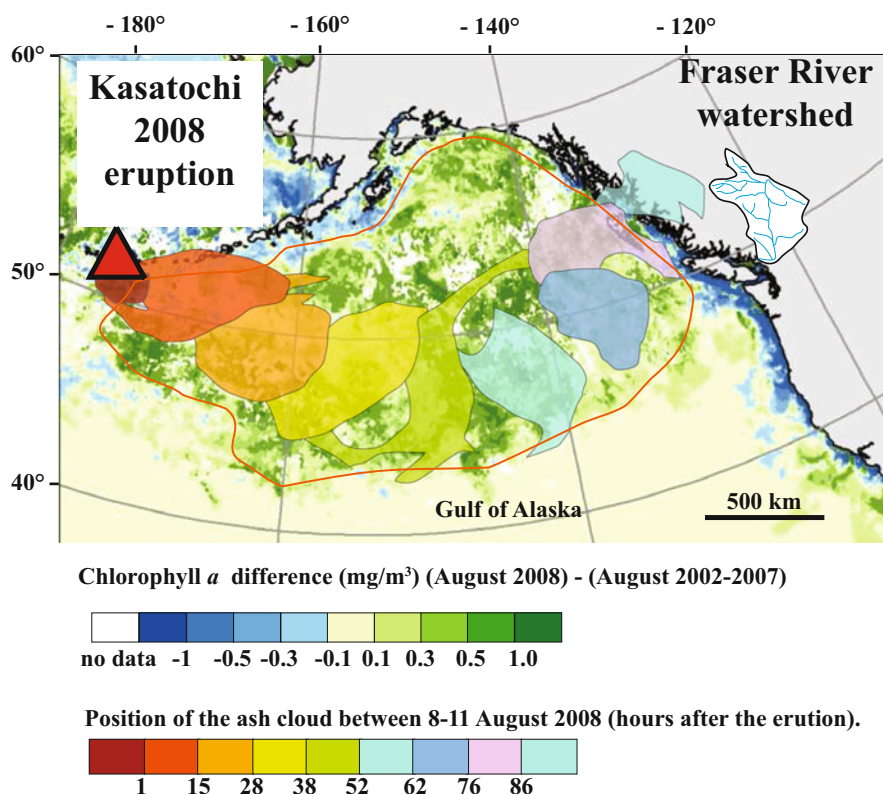 - 180° - 160° - 140° - 120°
60°
Kasatochi
2008
eruption
Fraser River
watershed
50°
40°
Gulf of Alaska
500 km
Chlorophyll a difference (mg/m³) (August 2008) - (August 2002-2007)
no data -1 -0.5 -0.3 -0.1 0.1 0.3 0.5 1.0
Position of the ash cloud between 8-11 August 2008 (hours after the erution).
1 15 28 38 52 62 76 86